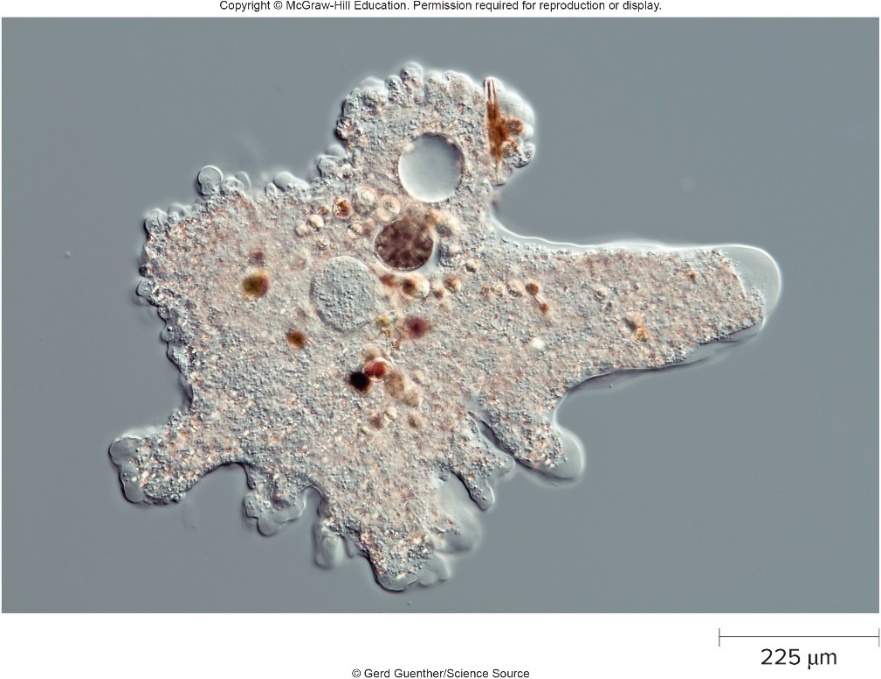 Copyright © McGraw-Hill Education. Permission required for reproduction or display.
225 μm
© Gerd Guenther/Science Source